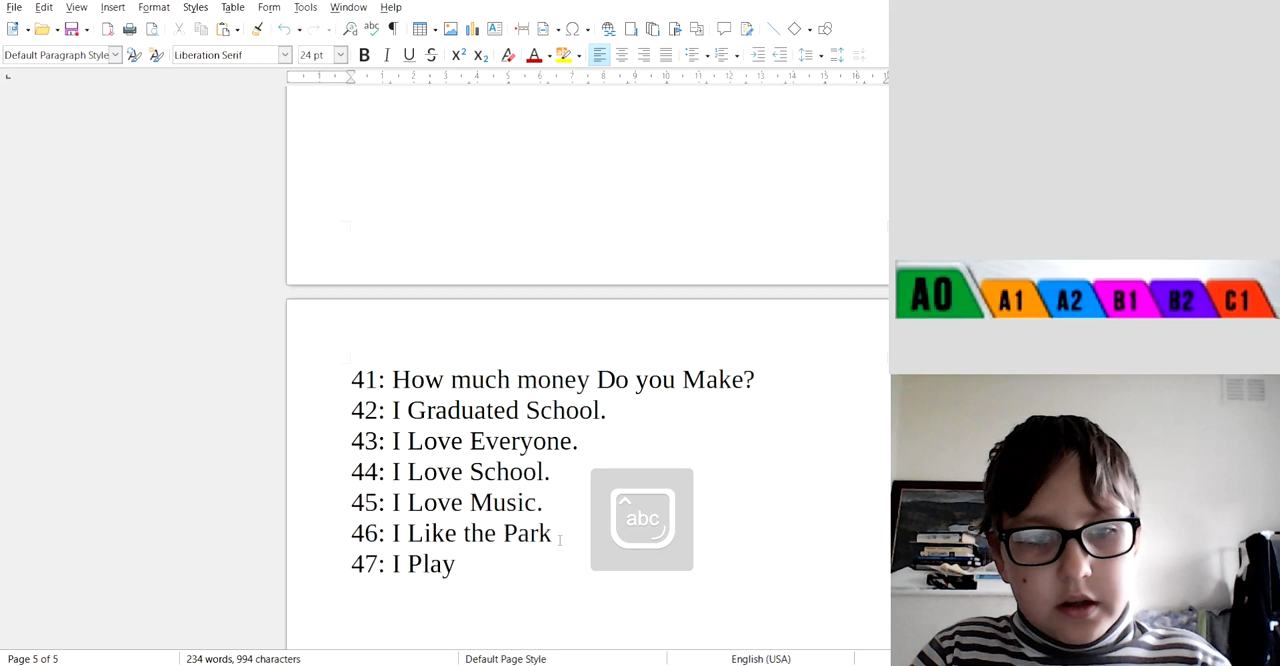 File Edit View Insert Format Styles Table Form Tools Window Help
Default Paragraph Style Liberation Serif 24 pt
41: How much money Do you Make?
42: I Graduated School.
43: I Love Everyone.
44: I Love School.
45: I Love Music.
46: I Like the Park
47: I Play
abc
A0 A1 A2 B1 B2 C1
Page 5 of 5 234 words, 994 characters Default Page Style English (USA)